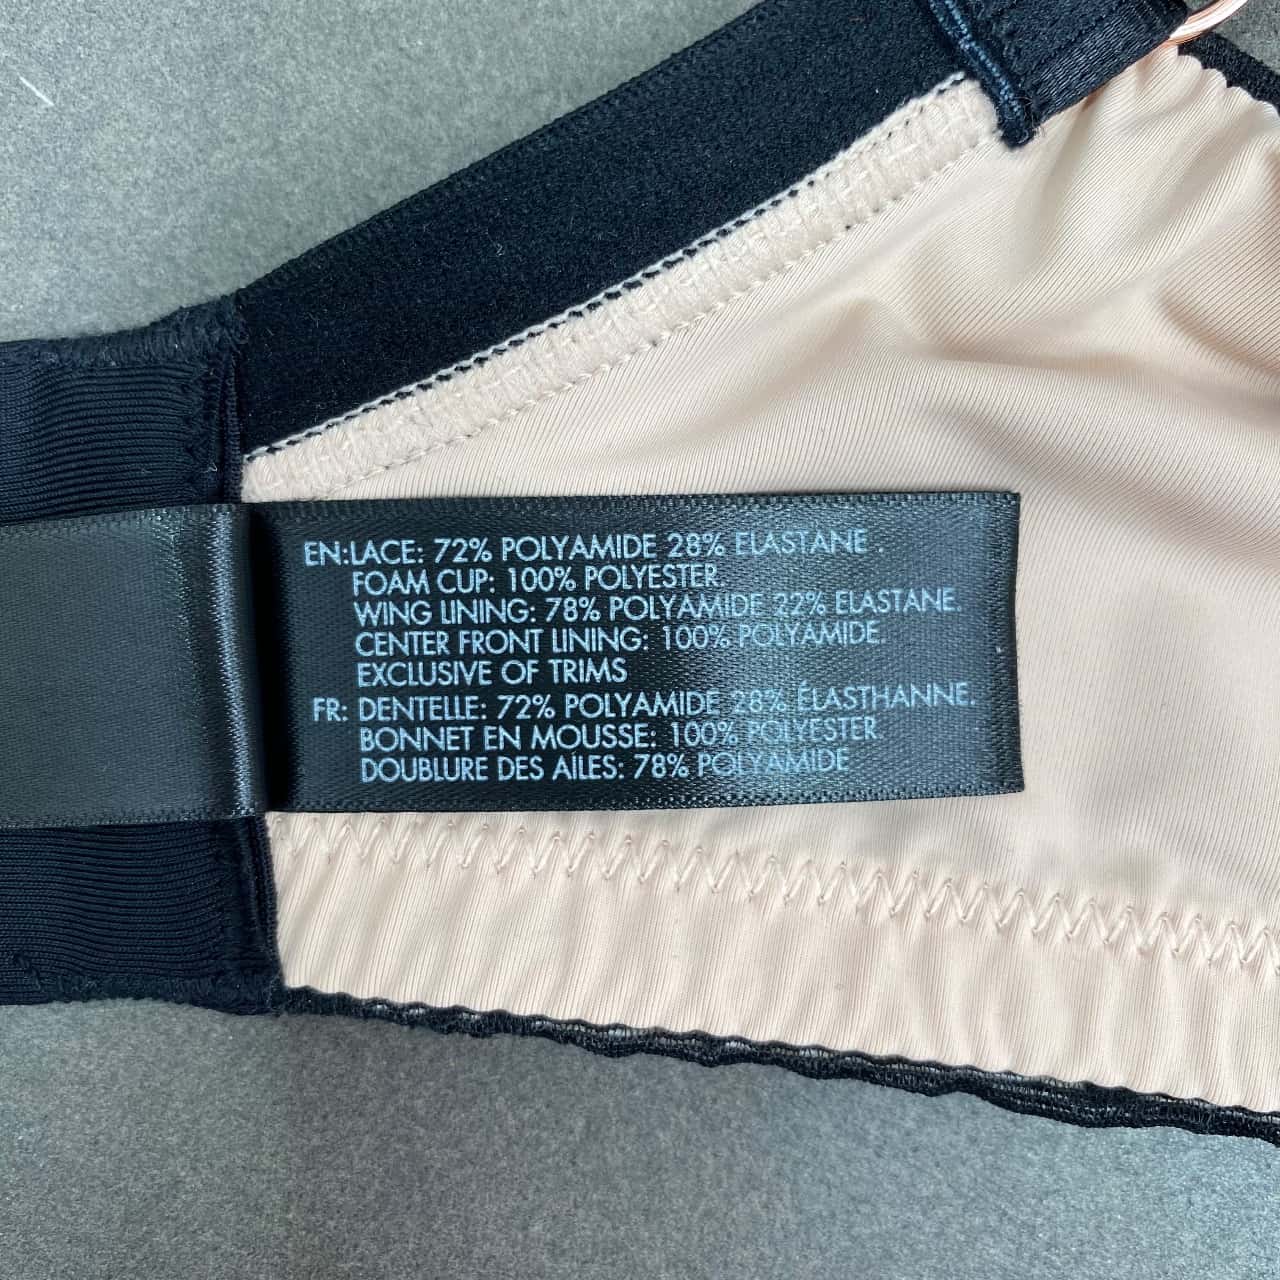 EN:LACE: 72% POLYAMIDE 28% ELASTANE .
FOAM CUP: 100% POLYESTER.
WING LINING: 78% POLYAMIDE 22% ELASTANE.
CENTER FRONT LINING: 100% POLYAMIDE.
EXCLUSIVE OF TRIMS
FR: DENTELLE: 72% POLYAMIDE 28% ÉLASTHANNE.
BONNET EN MOUSSE: 100% POLYESTER
DOUBLURE DES AÍLES: 78% POLYAMIDE